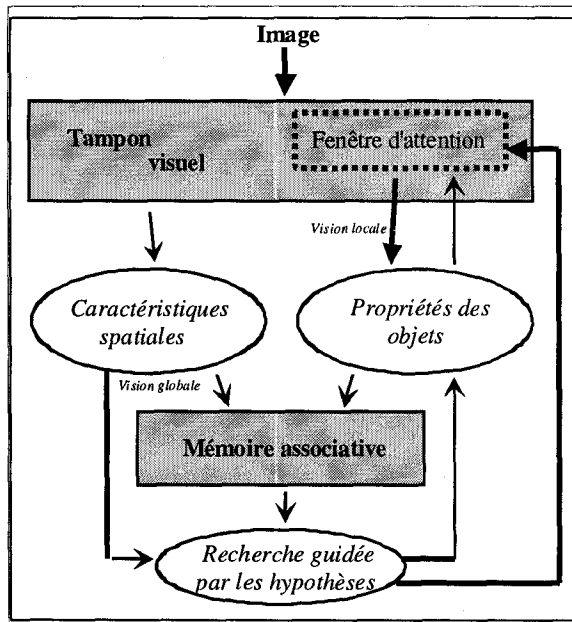 Image
Tampon
visuel
Fenêtre d'attention
Vision locale
Caractéristiques
spatiales
Propriétés des
objets
Vision globale
Mémoire associative
Recherche guidée
par les hypothèses